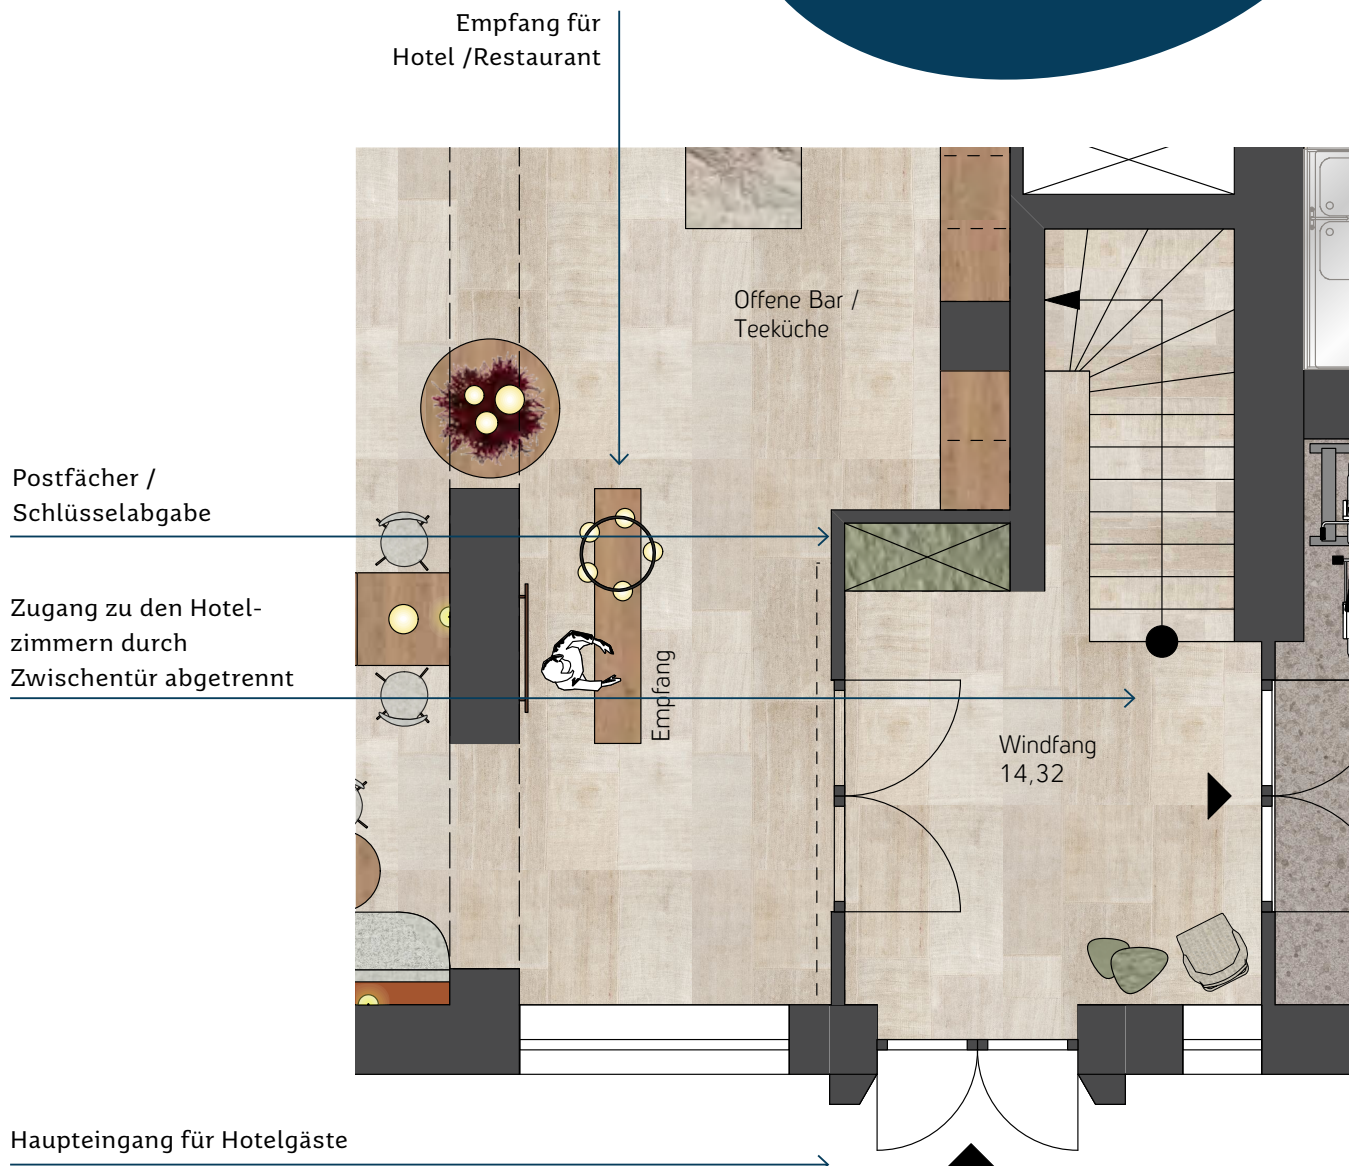 Empfang für
Hotel /Restaurant
Offene Bar /
Teeküche
Postfächer /
Schlüsselabgabe
Zugang zu den Hotel-
zimmern durch
Zwischentür abgetrennt
Empfang
Windfang
14,32
Haupteingang für Hotelgäste